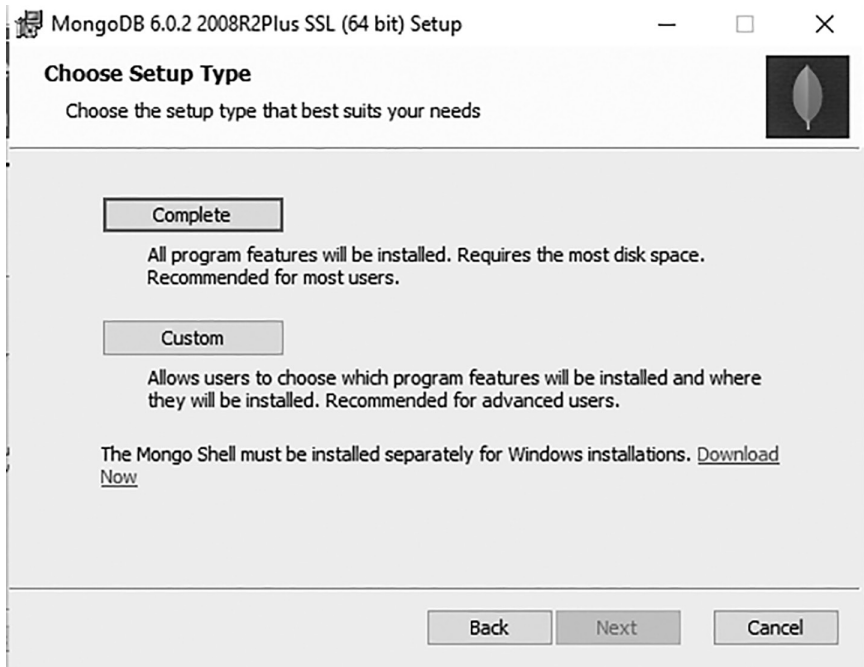 MongoDB 6.0.2 2008R2Plus SSL (64 bit) Setup
Choose Setup Type
Choose the setup type that best suits your needs
Complete
All program features will be installed. Requires the most disk space.
Recommended for most users.
Custom
Allows users to choose which program features will be installed and where
they will be installed. Recommended for advanced users.
The Mongo Shell must be installed separately for Windows installations. Download
Now
Back Next Cancel